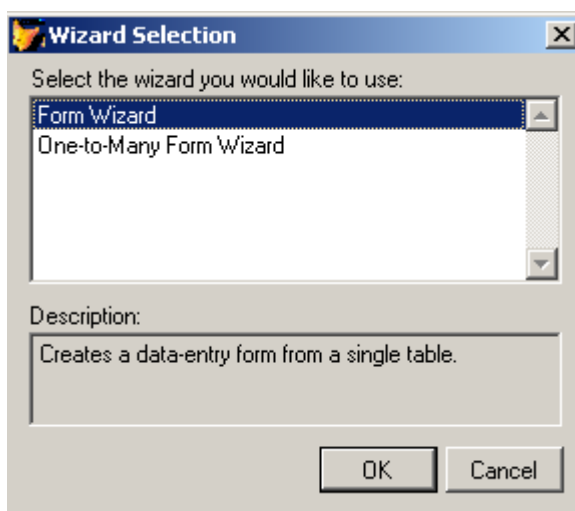 Wizard Selection
Select the wizard you would like to use:
Form Wizard
One-to-Many Form Wizard
Description:
Creates a data-entry form from a single table.
OK Cancel